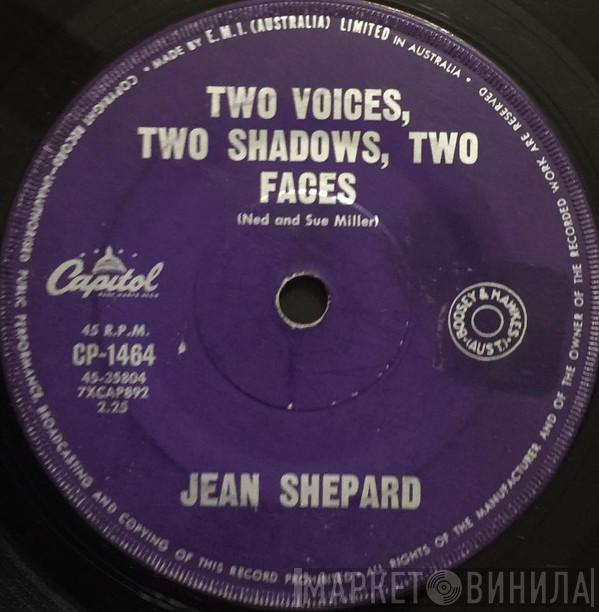 MADE BY E.M.I. (AUSTRALIA) LIMITED IN AUSTRALIA •
TWO VOICES,
TWO SHADOWS, TWO
FACES
(Ned and Sue Miller)
Capitol
45 R.P.M.
CP-1464
45-35804
7XCAP892
2.25
BOOSEY & HAWKES
(AUST.)
JEAN SHEPARD
ALL RIGHTS OF THE MANUFACTURER AND OF THE OWNER OF THE RECORDED WORK ARE RESERVED
PUBLIC PERFORMANCE BROADCASTING AND COPYING OF THIS RECORD PROHIBITED
МАРКЕТ ВИНИЛА